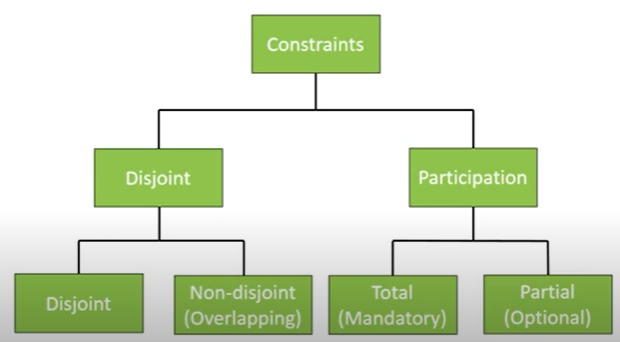 Constraints
Disjoint
Participation
Disjoint
Non-disjoint
(Overlapping)
Total
(Mandatory)
Partial
(Optional)